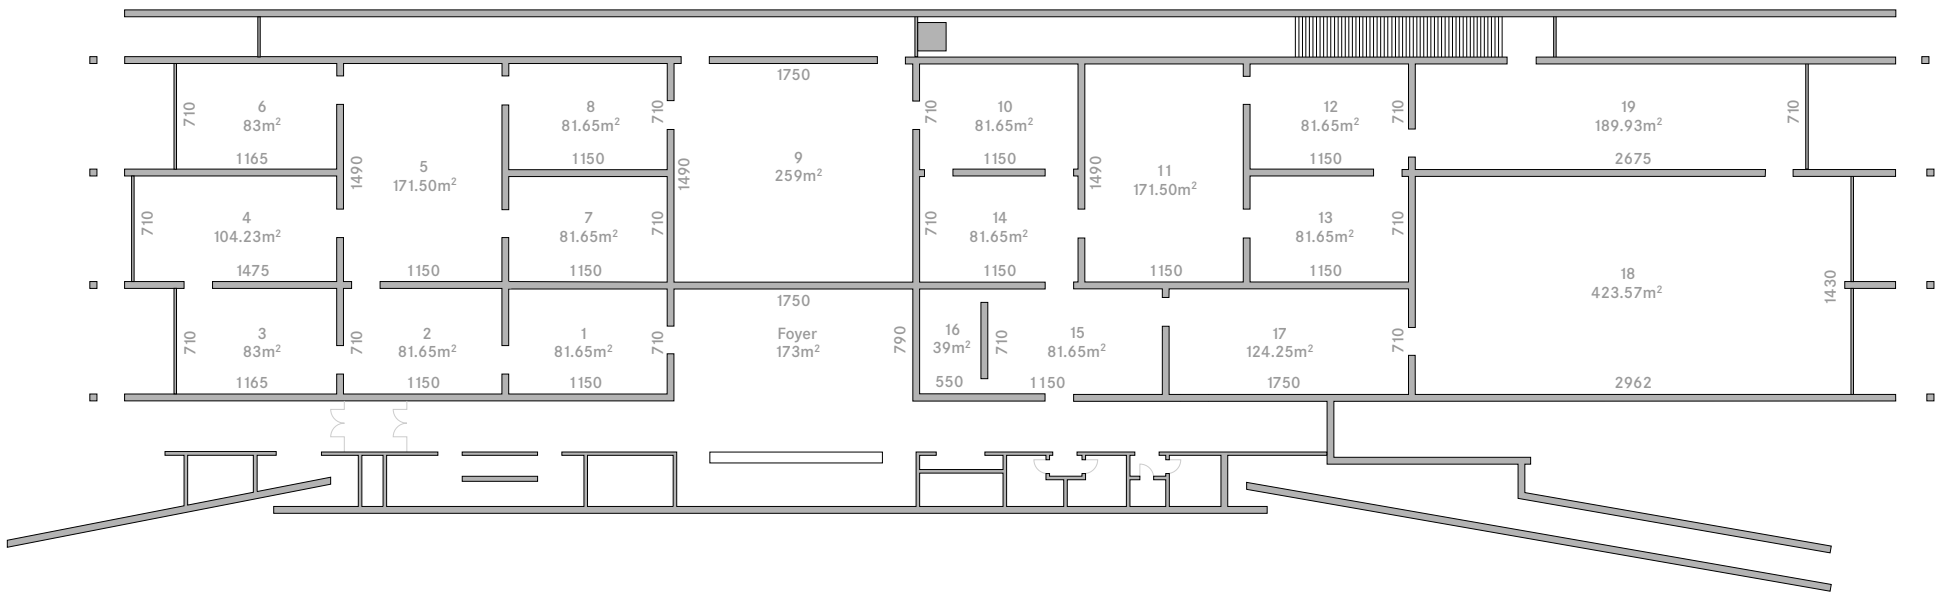 1750
6
83m²
710
1165
8
81.65m²
710
1150
5
171.50m²
1490
1150
9
259m²
1490
10
81.65m²
710
1150
11
171.50m²
1490
1150
12
81.65m²
710
1150
19
189.93m²
710
2675
4
104.23m²
710
1475
7
81.65m²
710
1150
14
81.65m²
710
1150
13
81.65m²
710
1150
18
423.57m²
1430
2962
1750
3
83m²
710
1165
2
81.65m²
710
1150
1
81.65m²
710
1150
Foyer
173m²
790
16
39m²
550
15
81.65m²
710
1150
17
124.25m²
710
1750